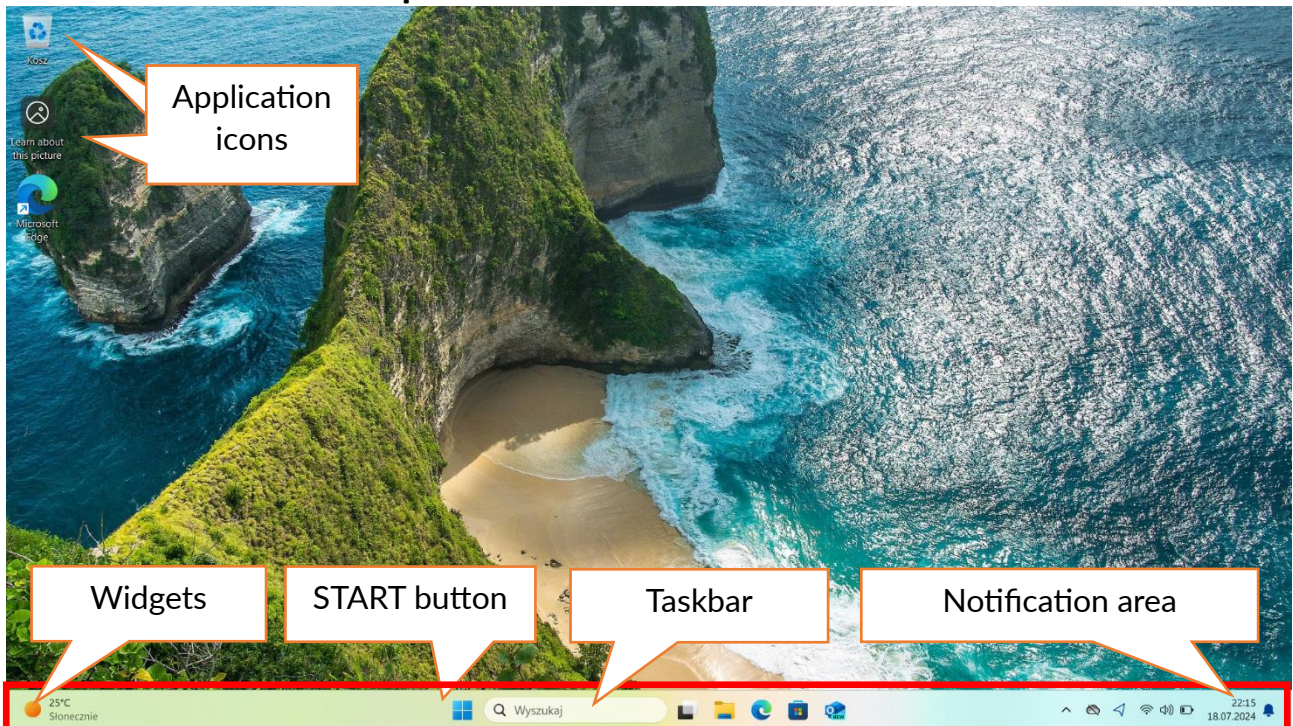 Kosz
Application
icons
Learn about
this picture
Microsoft
Edge
Widgets
START button
Taskbar
Notification area
25°C
Słonecznie
Wyszukaj
NEW
22:15
18.07.2024